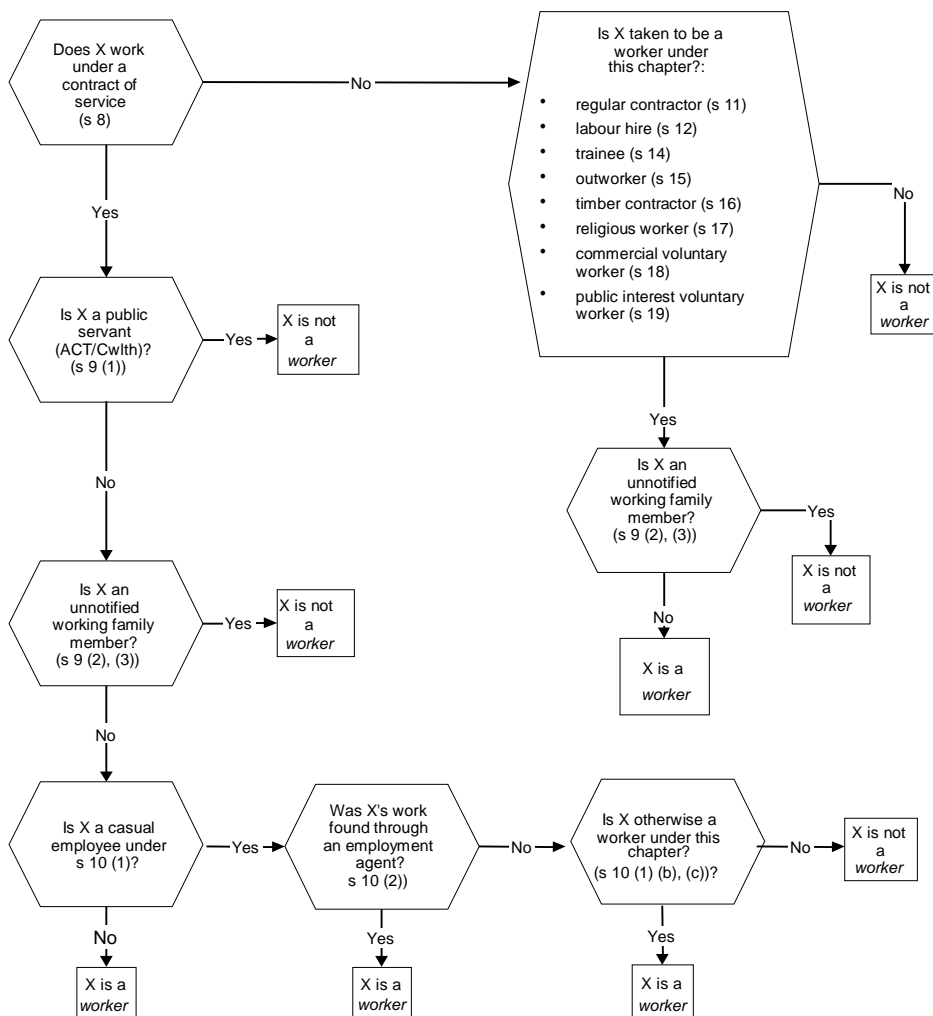 Does X work
under a
contract of
service
(s 8)
No
Is X taken to be a
worker under
this chapter?:
• regular contractor (s 11)
• labour hire (s 12)
• trainee (s 14)
• outworker (s 15)
• timber contractor (s 16)
• religious worker (s 17)
• commercial voluntary
worker (s 18)
• public interest voluntary
worker (s 19)
No
X is not
a
worker
Yes
Is X a public
servant
(ACT/Cwlth)?
(s 9 (1))
Yes
X is not
a
worker
Yes
Is X an
unnotified
working family
member?
(s 9 (2), (3))
Yes
X is not
a
worker
No
X is a
worker
No
Is X an
unnotified
working family
member?
(s 9 (2), (3))
Yes
X is not
a
worker
No
Is X a casual
employee under
s 10 (1)?
Yes
Was X's work
found through
an employment
agent?
s 10 (2))
No
Is X otherwise a
worker under this
chapter?
(s 10 (1) (b), (c))?
No
X is not
a
worker
No
X is a
worker
Yes
X is a
worker
Yes
X is a
worker